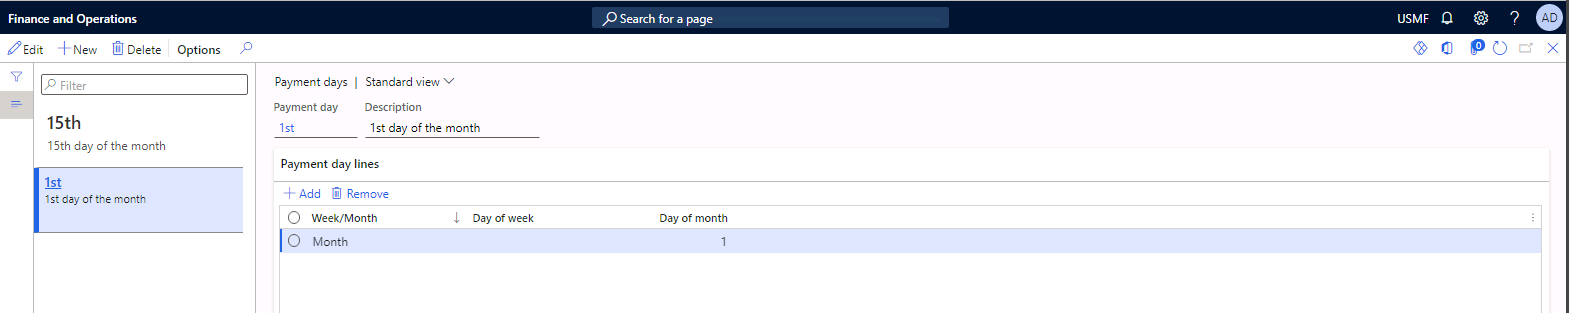 Finance and Operations
Search for a page
USMF
AD
Edit New Delete Options
0
Filter
15th
15th day of the month
1st
1st day of the month
Payment days | Standard view
Payment day Description
1st 1st day of the month
Payment day lines
Add Remove
Week/Month Day of week Day of month
Month 1